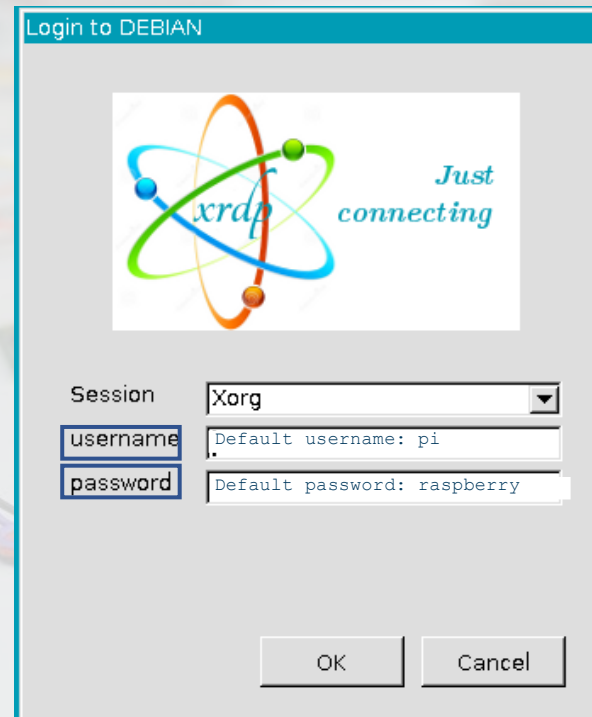 Login to DEBIAN
xrdp
Just
connecting
Session
Xorg
username
Default username: pi
password
Default password: raspberry
OK
Cancel